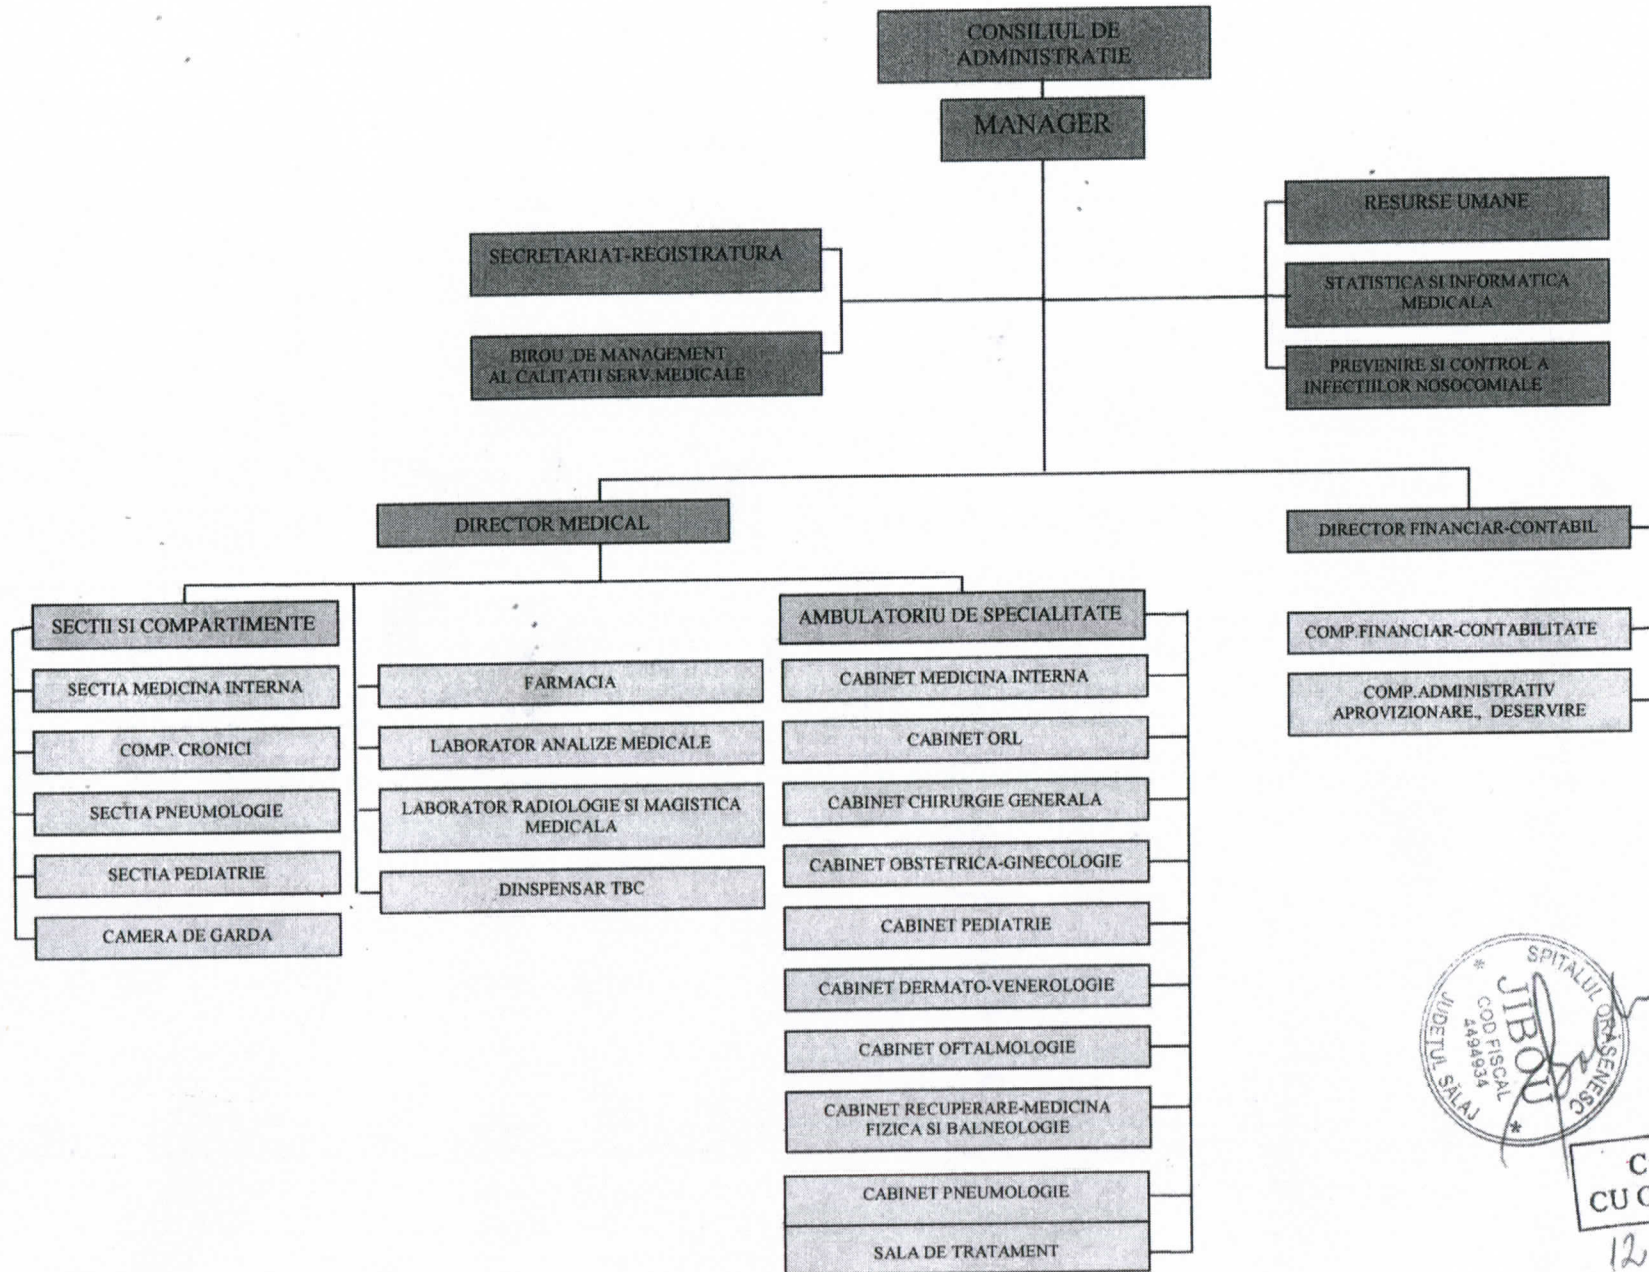 CONSILIUL DE
ADMINISTRATIE
MANAGER
RESURSE UMANE
SECRETARIAT-REGISTRATURA
STATISTICA SI INFORMATICA
MEDICALA
BIROU .DE MANAGEMENT
AL CALITATII SERV.MEDICALE
PREVENIRE SI CONTROL A
INFECTIILOR NOSOCOMIALE
DIRECTOR MEDICAL
DIRECTOR FINANCIAR-CONTABIL
SECTII SI COMPARTIMENTE
SECTIA MEDICINA INTERNA
COMP. CRONICI
SECTIA PNEUMOLOGIE
SECTIA PEDIATRIE
CAMERA DE GARDA
FARMACIA
LABORATOR ANALIZE MEDICALE
LABORATOR RADIOLOGIE SI MAGISTICA
MEDICALA
DINSPENSAR TBC
AMBULATORIU DE SPECIALITATE
CABINET MEDICINA INTERNA
CABINET ORL
CABINET CHIRURGIE GENERALA
CABINET OBSTETRICA-GINECOLOGIE
CABINET PEDIATRIE
CABINET DERMATO-VENEROLOGIE
CABINET OFTALMOLOGIE
CABINET RECUPERARE-MEDICINA
FIZICA SI BALNEOLOGIE
CABINET PNEUMOLOGIE
SALA DE TRATAMENT
COMP.FINANCIAR-CONTABILITATE
COMP.ADMINISTRATIV
APROVIZIONARE., DESERVIRE
SPITALUL ORĂȘENESC
JIBOU
COD FISCAL
4494934
JUDEȚUL SĂLAJ
C
CU C
12